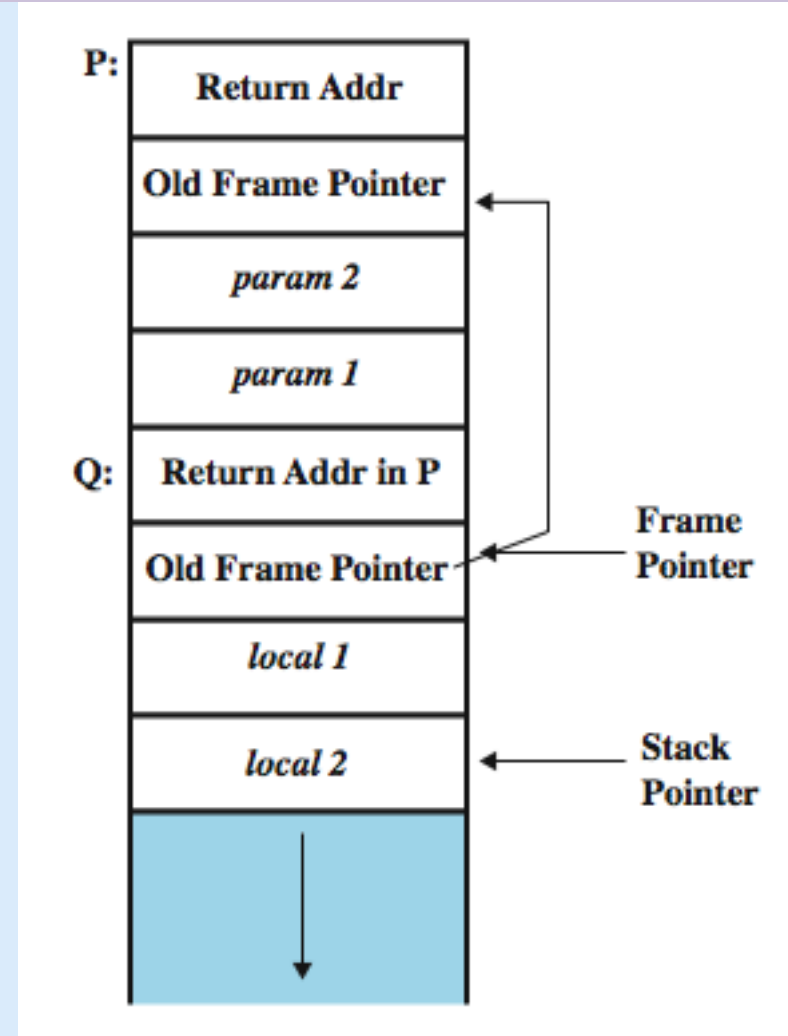 P:
Return Addr
Old Frame Pointer
param 2
param 1
Q:
Return Addr in P
Frame
Pointer
Old Frame Pointer
local 1
local 2
Stack
Pointer